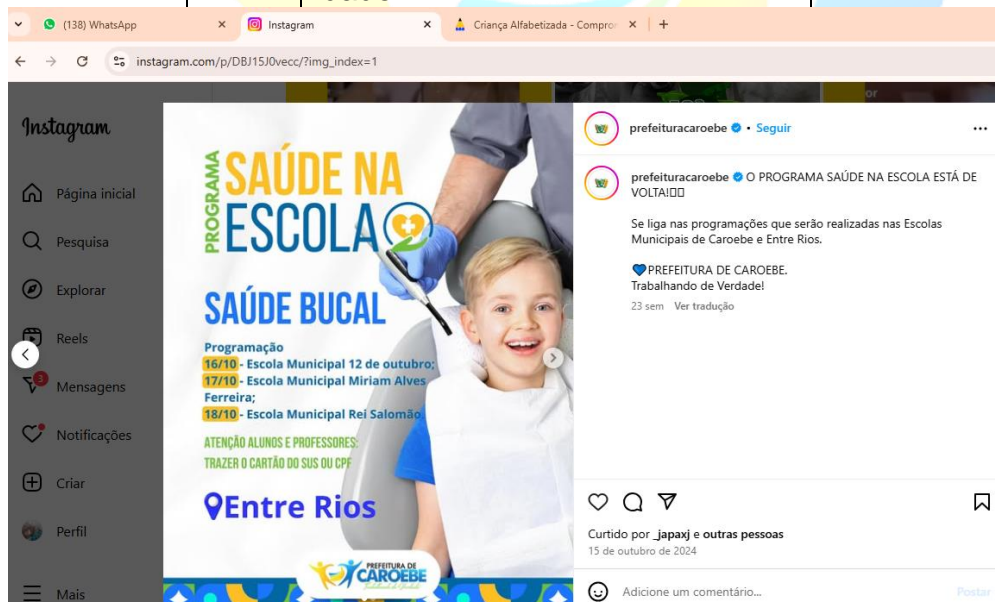 (138) WhatsApp
Instagram
Criança Alfabetizada - Compro
instagram.com/p/DBJ15J0vecc/?img_index=1
Instagram
Página inicial
Pesquisa
Explorar
Reels
3
Mensagens
Notificações
Criar
Perfil
Mais
PROGRAMA
SAÚDE NA
ESCOLA
SAÚDE BUCAL
Programação
16/10 - Escola Municipal 12 de outubro;
17/10 - Escola Municipal Miriam Alves
Ferreira;
18/10 - Escola Municipal Rei Salomão
ATENÇÃO ALUNOS E PROFESSORES:
TRAZER O CARTÃO DO SUS OU CPF
Entre Rios
PREFEITURA DE
CAROEBE
Trabalhando de Verdade!
or
prefeituracaroebe • Seguir
prefeituracaroebe O PROGRAMA SAÚDE NA ESCOLA ESTÁ DE
VOLTA!
Se liga nas programações que serão realizadas nas Escolas
Municipais de Caroebe e Entre Rios.
💙PREFEITURA DE CAROEBE.
Trabalhando de Verdade!
23 sem Ver tradução
Curtido por _japaxj e outras pessoas
15 de outubro de 2024
Adicione um comentário...
Postar